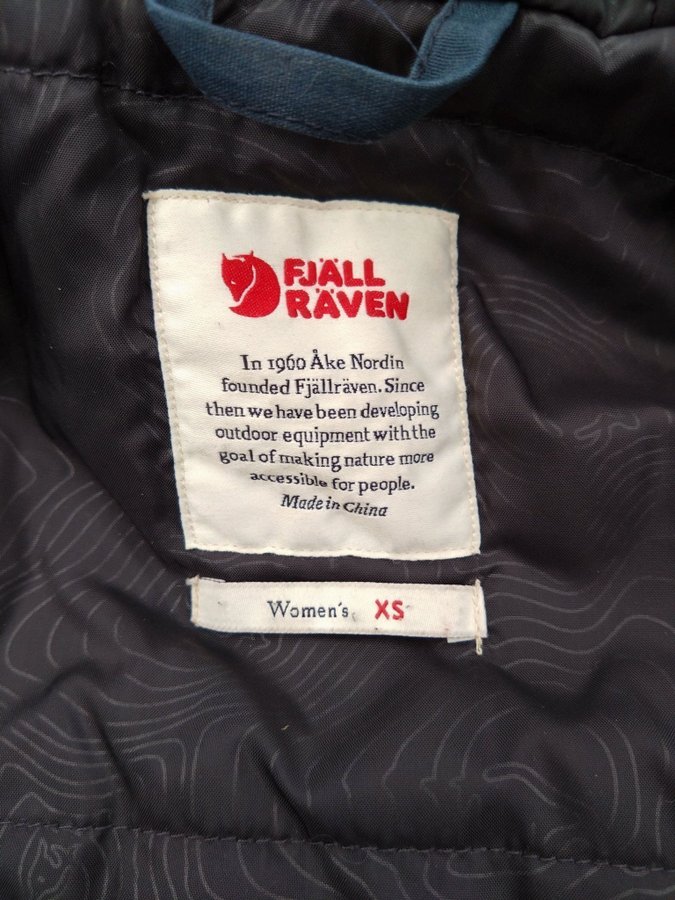 FJÄLL
RÄVEN
In 1960 Åke Nordin
founded Fjällräven. Since
then we have been developing
outdoor equipment with the
goal of making nature more
accessible for people.
Made in China
Women's XS